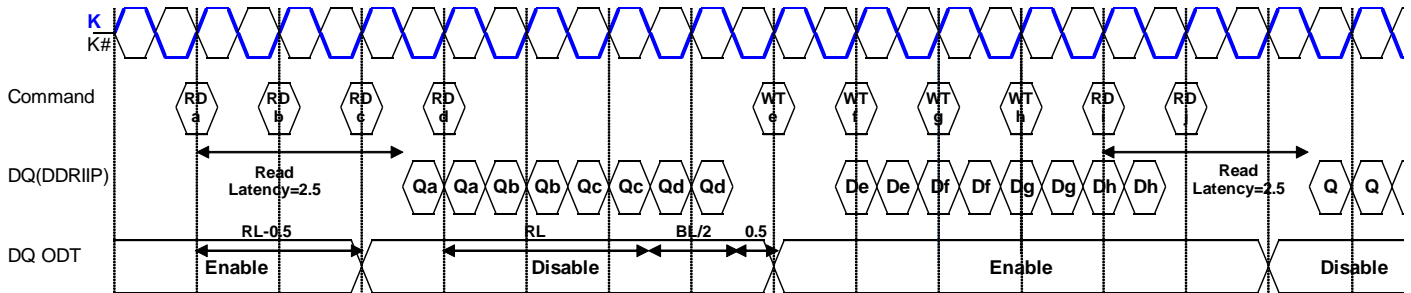 K
K#
Command
RD a
RD b
RD c
RD d
WT e
WT f
WT g
WT h
RD
RD j
Read Latency=2.5
Read Latency=2.5
DQ(DDRIIP)
Qa Qa Qb Qb Qc Qc Qd Qd De De Df Df Dg Dg Dh Dh Q Q
RL-0.5 RL BL/2 0.5
DQ ODT
Enable Disable Enable Disable